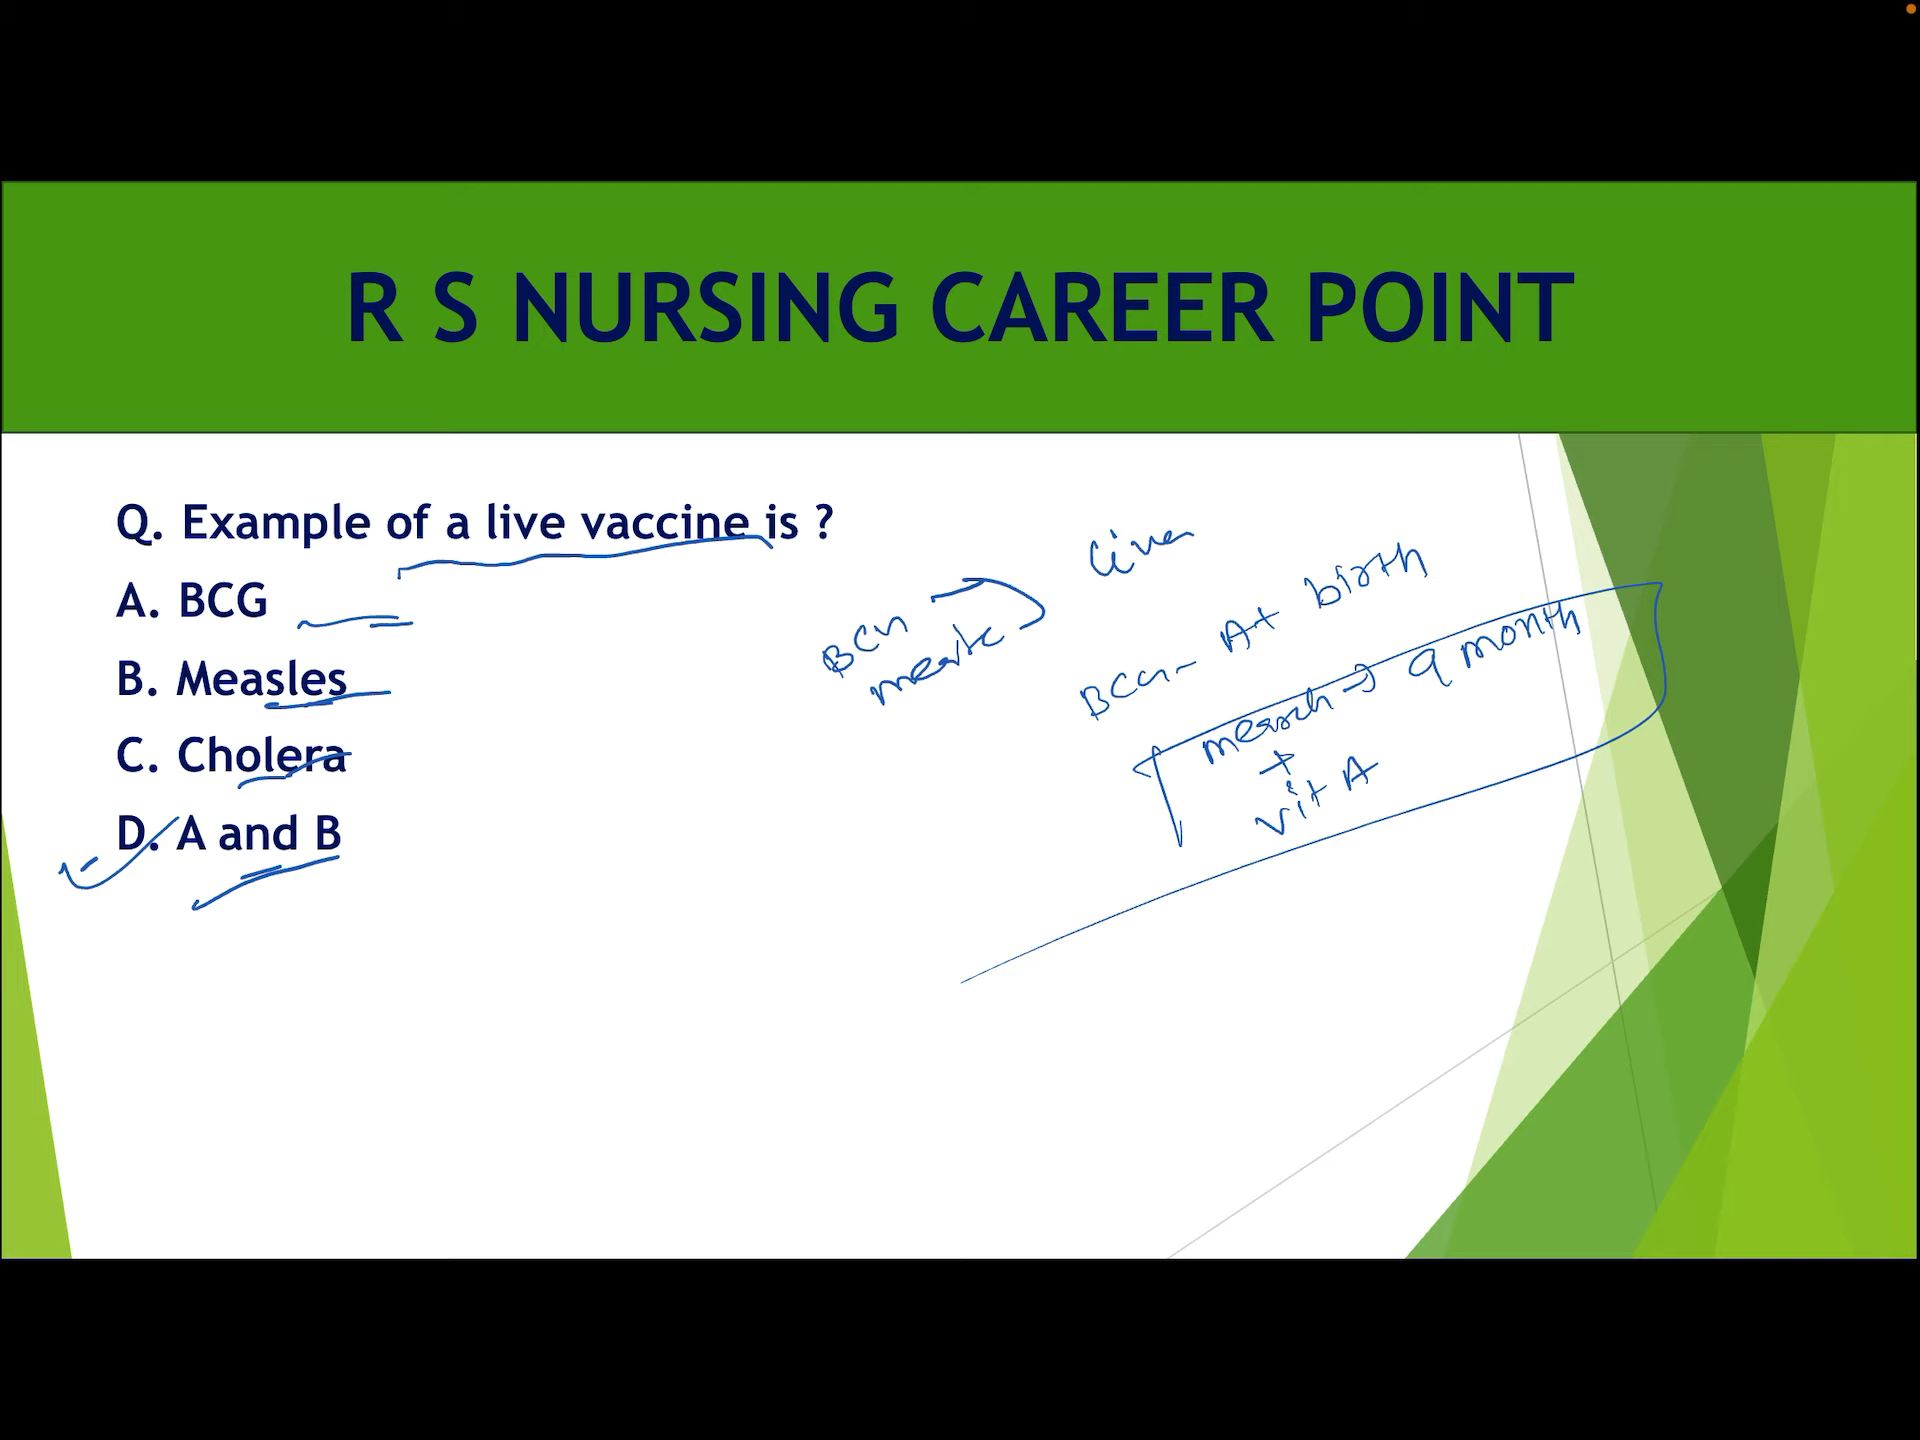 R S NURSING CAREER POINT
Q. Example of a live vaccine is ?
A. BCG
B. Measles
C. Cholera
D. A and B
BCG
Live
BCG - At birth
→ 9 month
+
vit A